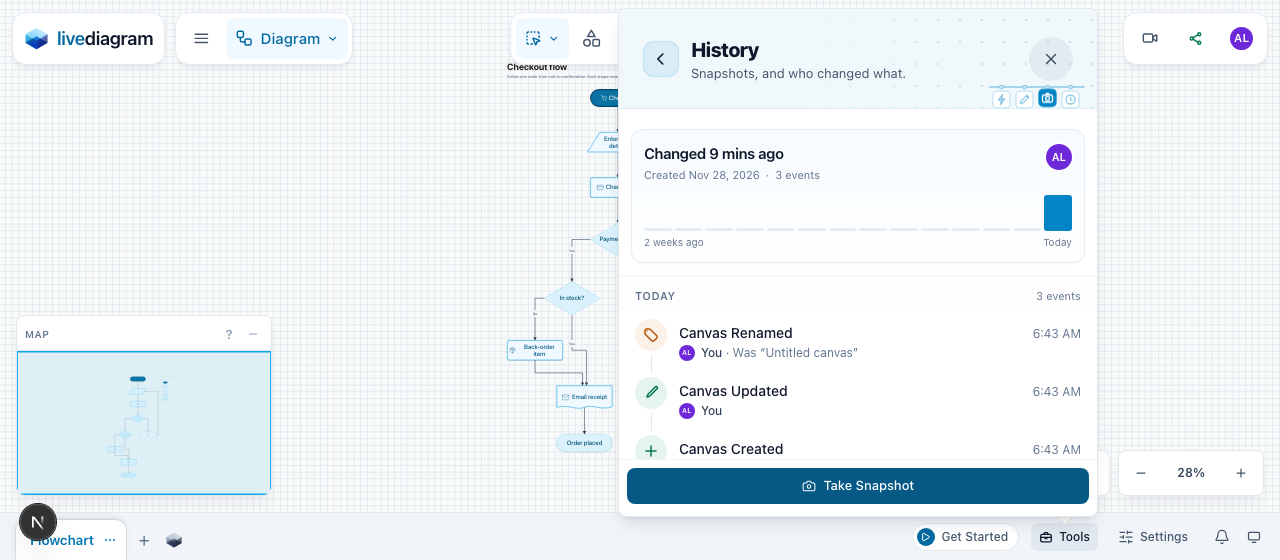 livediagram
Diagram
Checkout flow
In stock?
Back-order
item
Email receipt
Order placed
History
Snapshots, and who changed what.
AL
Changed 9 mins ago
AL
Created Nov 28, 2026 · 3 events
2 weeks ago
Today
TODAY
3 events
Canvas Renamed
6:43 AM
AL You · Was “Untitled canvas”
Canvas Updated
6:43 AM
AL You
Canvas Created
6:43 AM
Take Snapshot
MAP
?
28%
N
Flowchart
Get Started
Tools
Settings